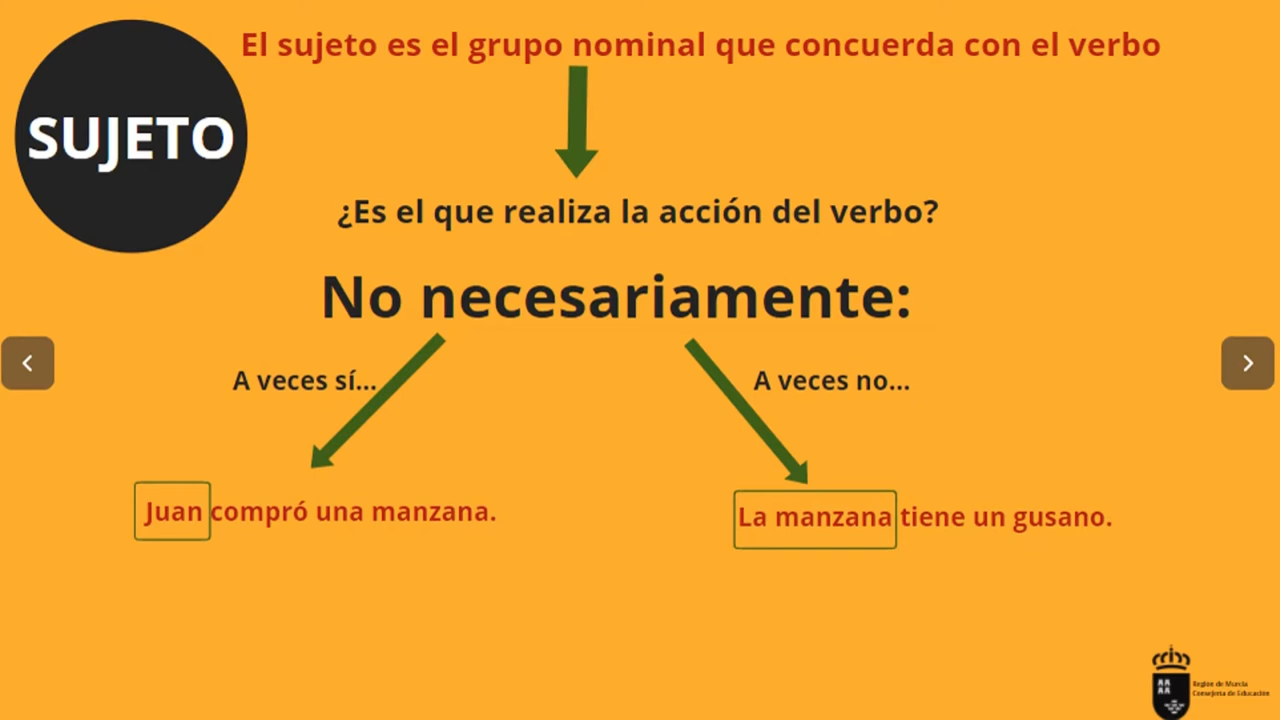 El sujeto es el grupo nominal que concuerda con el verbo
SUJETO
¿Es el que realiza la acción del verbo?
No necesariamente:
A veces sí...
A veces no...
Juan compró una manzana.
La manzana tiene un gusano.
Región de Murcia
Consejería de Educación